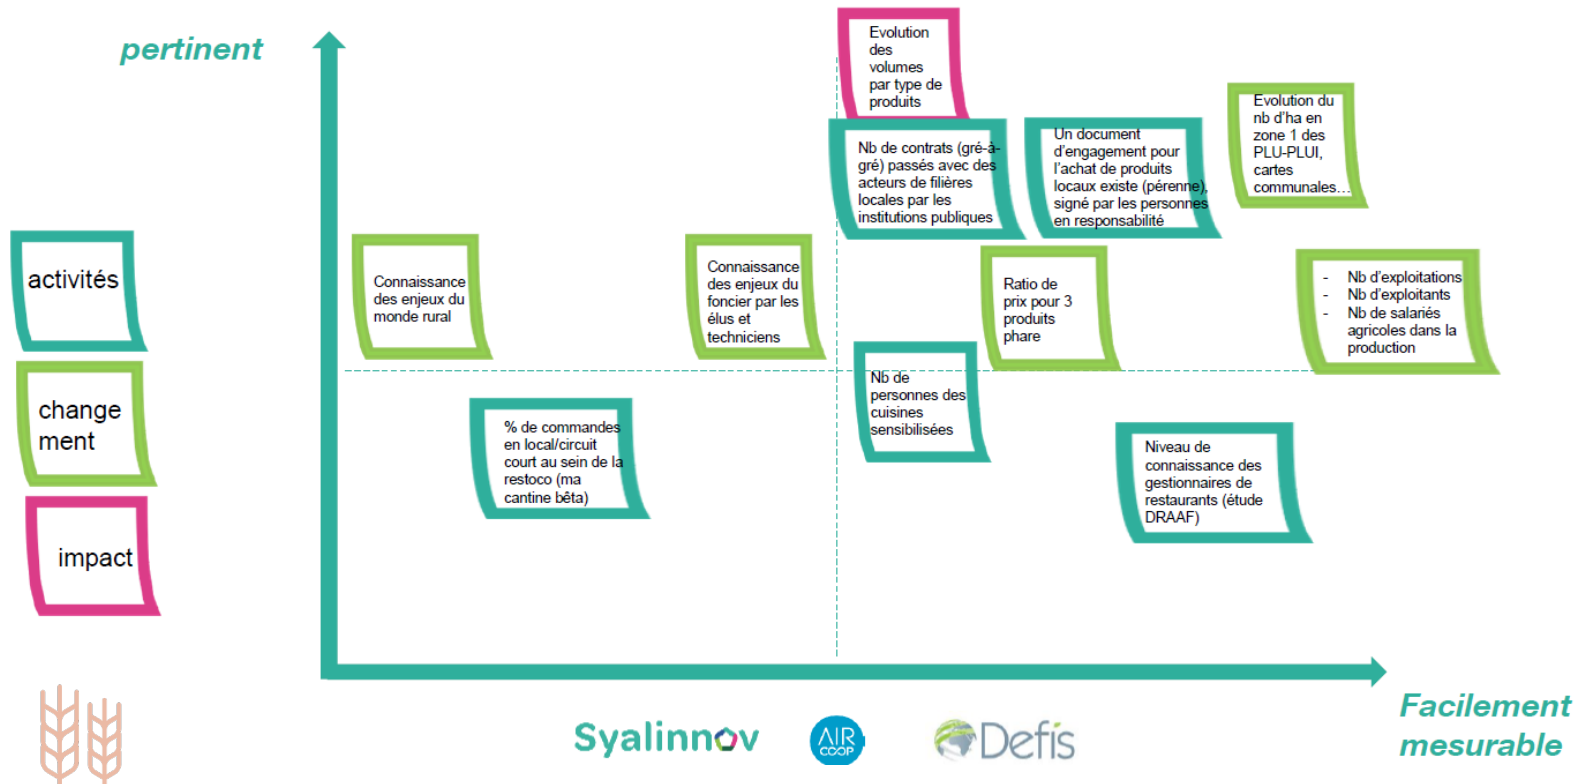 pertinent
Evolution
des
volumes
par type de
produits
Evolution du
nb d'ha en
zone 1 des
PLU-PLUI,
cartes
communales…
Nb de contrats (gré-à-
gré) passés avec des
acteurs de filières
locales par les
institutions publiques
Un document
d'engagement pour
l'achat de produits
locaux existe (pérenne),
signé par les personnes
en responsabilité
activités
Connaissance
des enjeux du
monde rural
Connaissance
des enjeux du
foncier par les
élus et
techniciens
Ratio de
prix pour 3
produits
phare
- Nb d'exploitations
- Nb d'exploitants
- Nb de salariés
agricoles dans la
production
change
ment
% de commandes
en local/circuit
court au sein de la
restoco (ma
cantine bêta)
Nb de
personnes des
cuisines
sensibilisées
Niveau de
connaissance des
gestionnaires de
restaurants (étude
DRAAF)
impact
Facilement
mesurable
Syalinnov
AIR
COOP
Defis